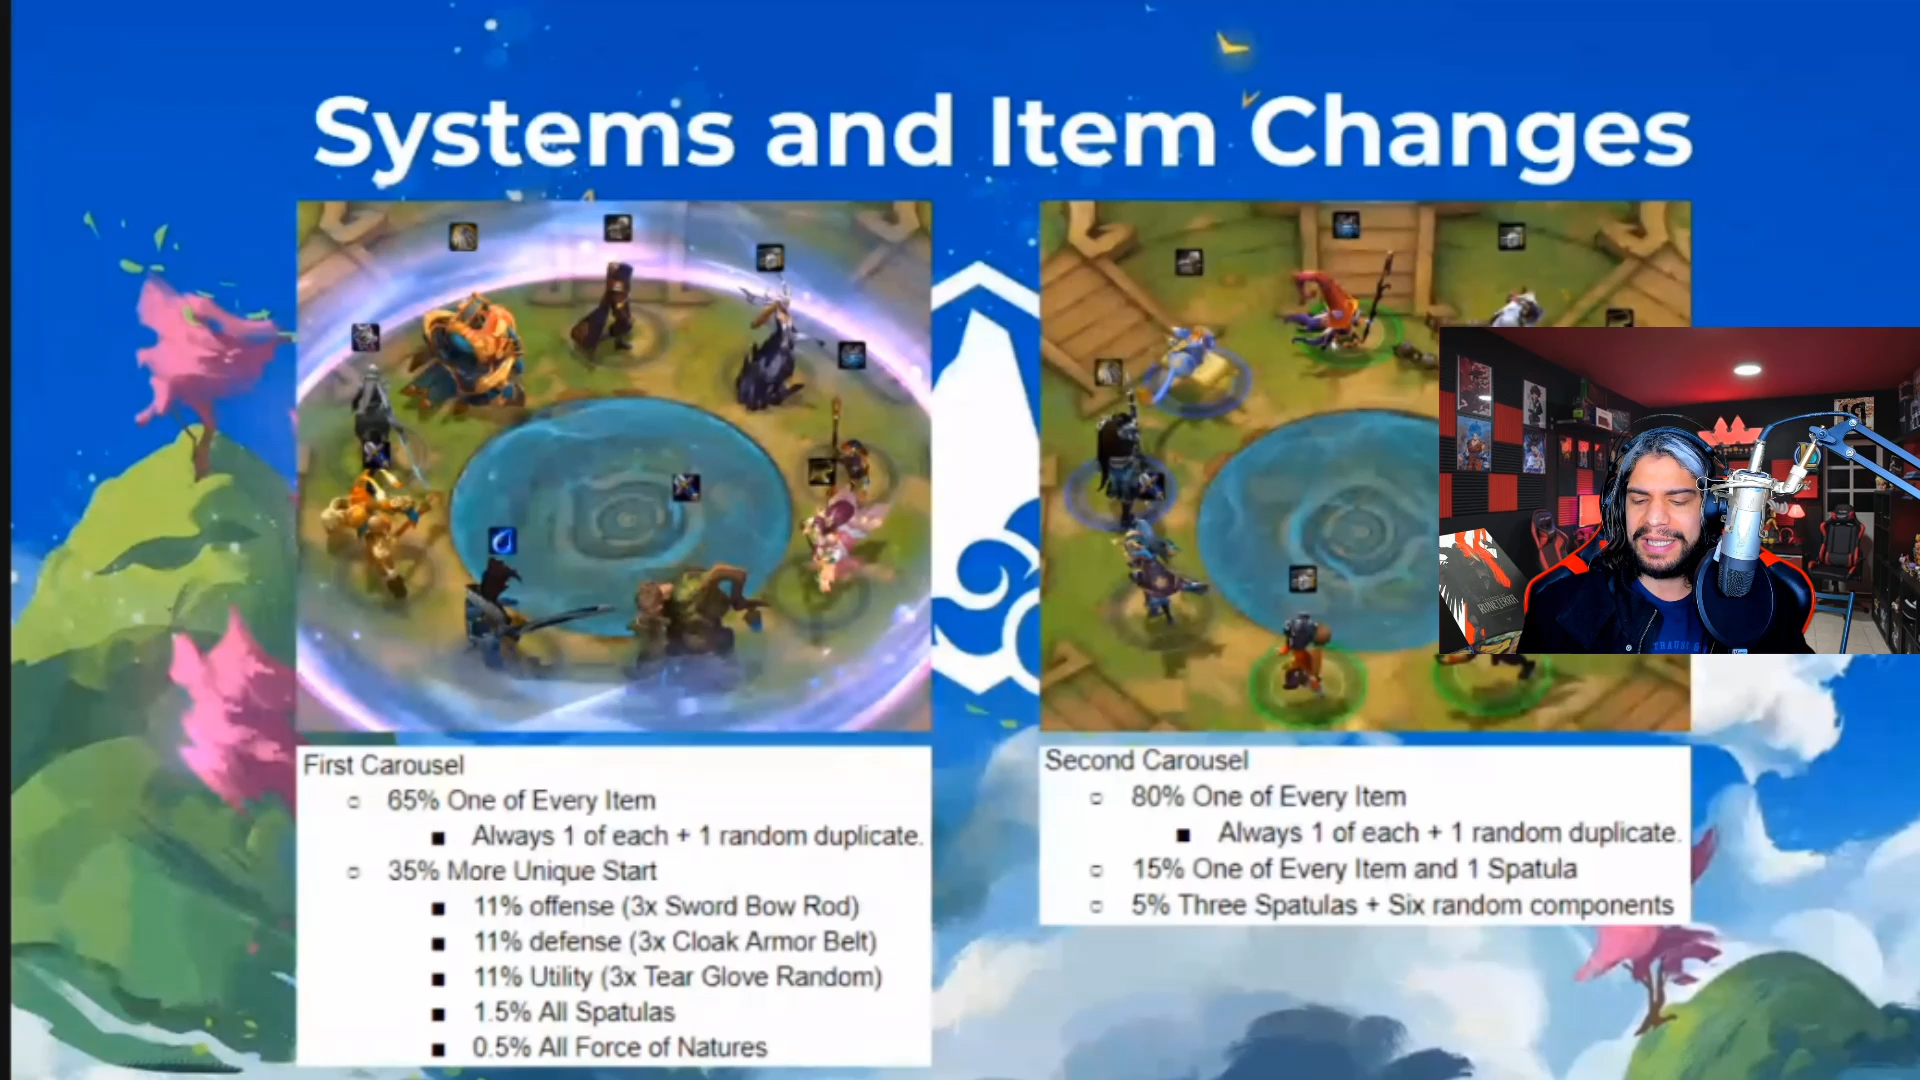 Systems and Item Changes
First Carousel
65% One of Every Item
Always 1 of each + 1 random duplicate.
35% More Unique Start
11% offense (3x Sword Bow Rod)
11% defense (3x Cloak Armor Belt)
11% Utility (3x Tear Glove Random)
1.5% All Spatulas
0.5% All Force of Natures
Second Carousel
80% One of Every Item
Always 1 of each + 1 random duplicate.
15% One of Every Item and 1 Spatula
5% Three Spatulas + Six random components
RUNETERRA